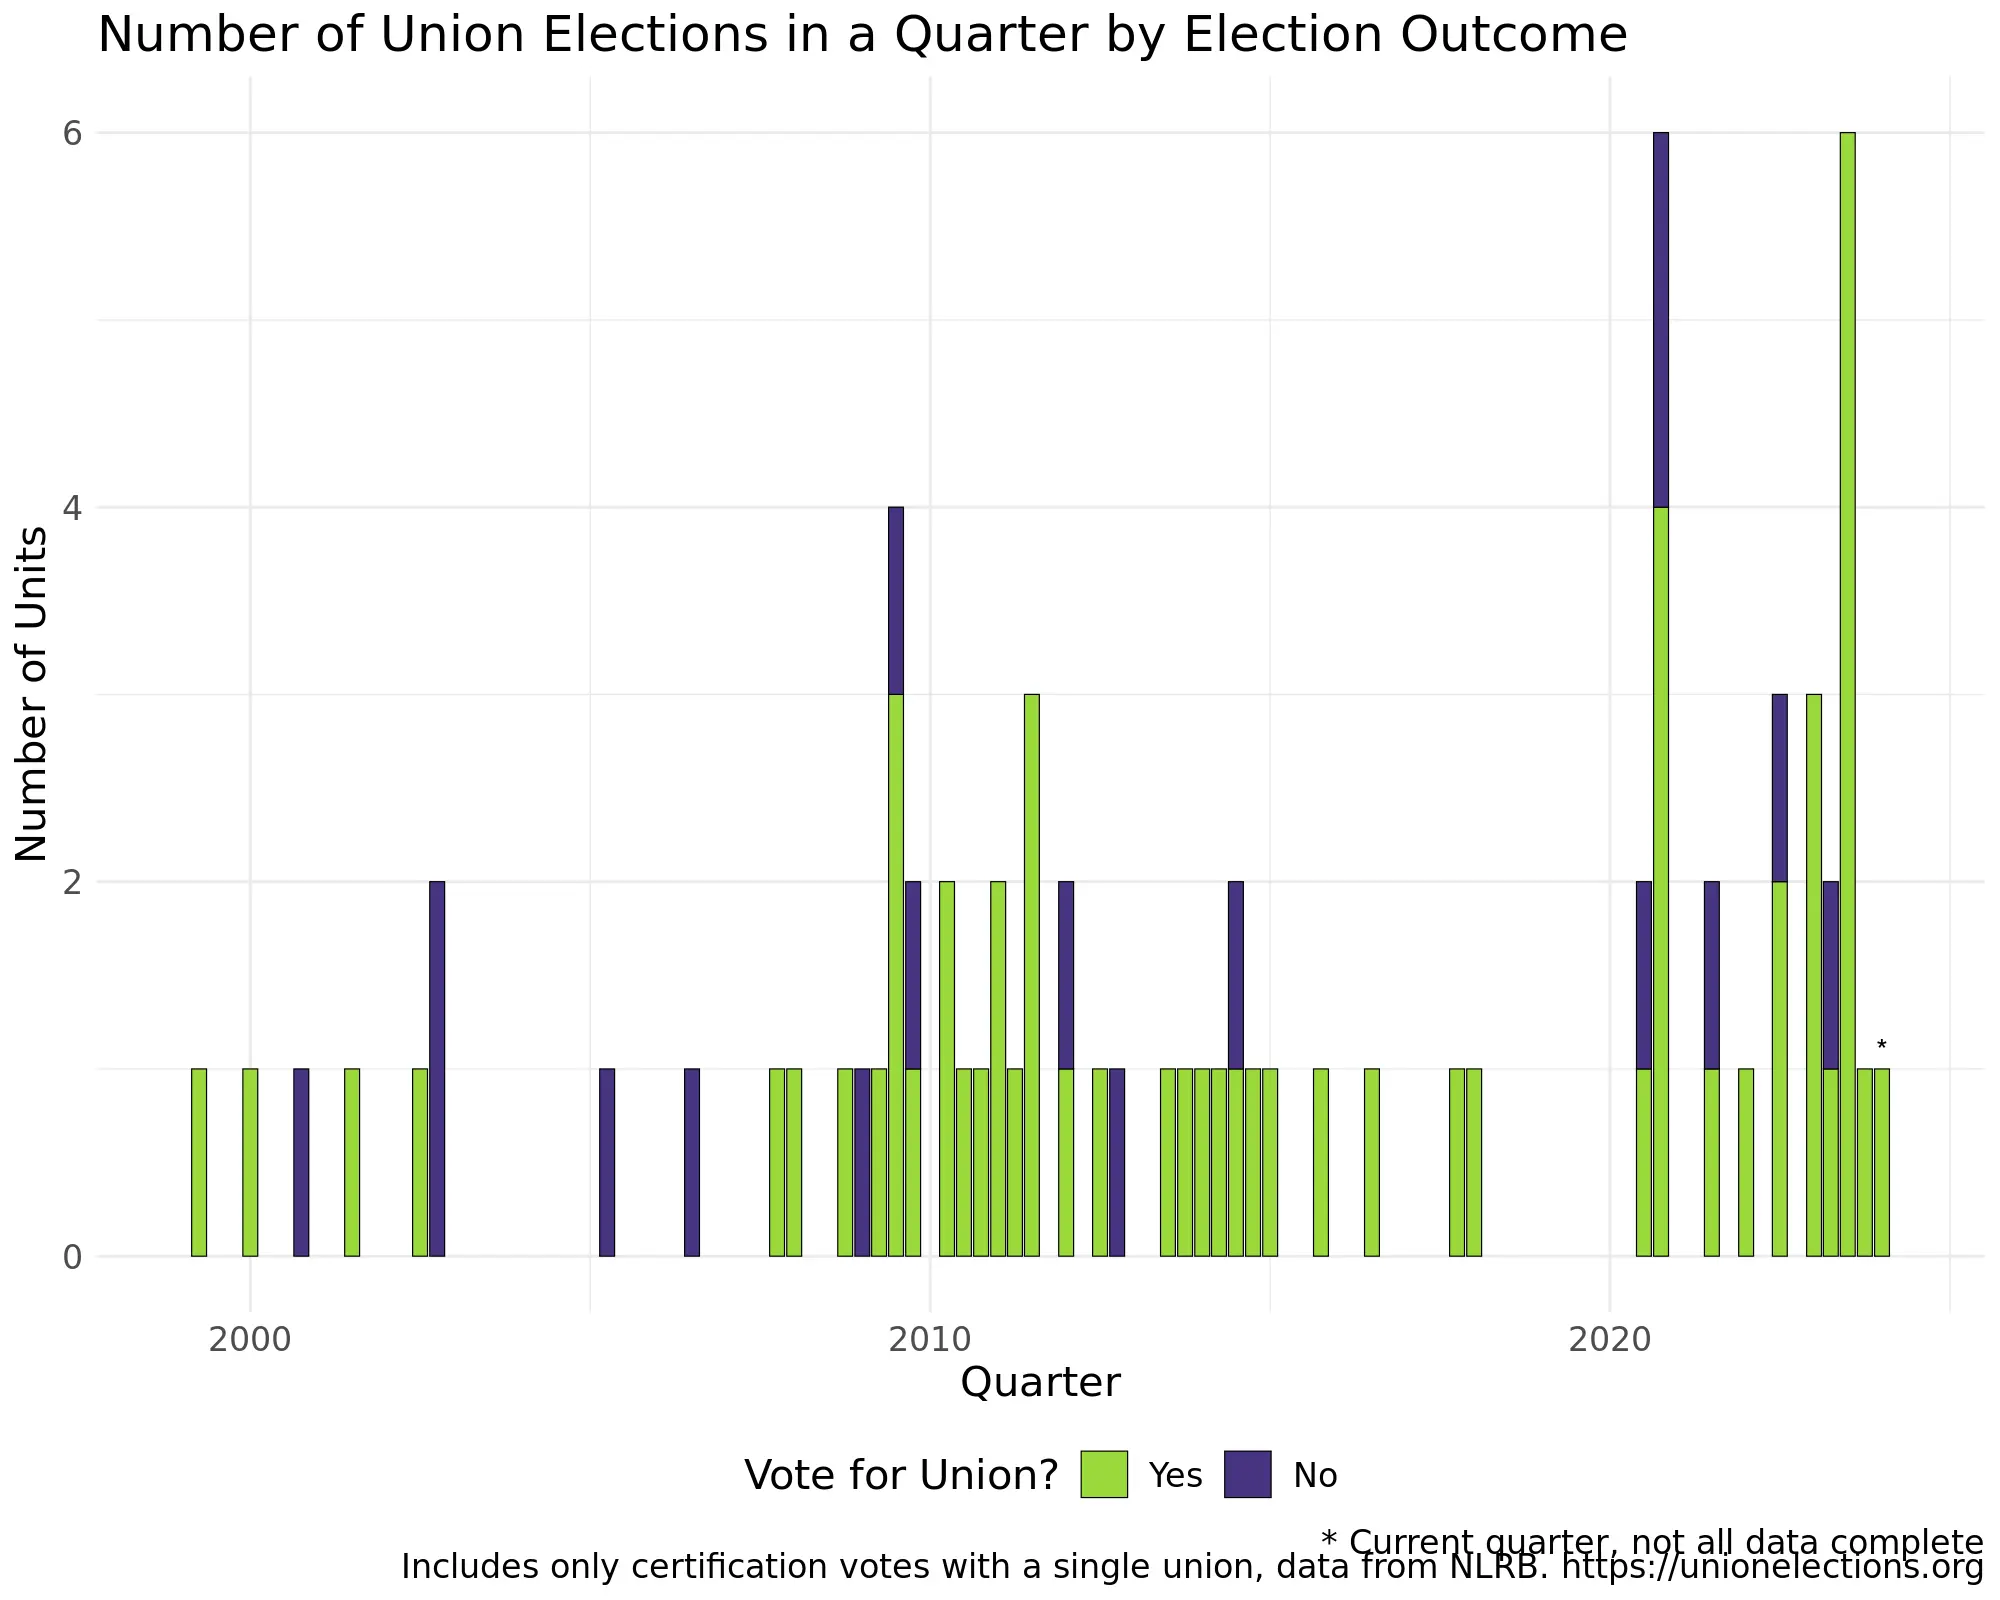 Number of Union Elections in a Quarter by Election Outcome
6
4
2
0
Number of Units
*
2000 2010 2020
Quarter
Vote for Union? Yes No
* Current quarter, not all data complete
Includes only certification votes with a single union, data from NLRB. https://unionelections.org